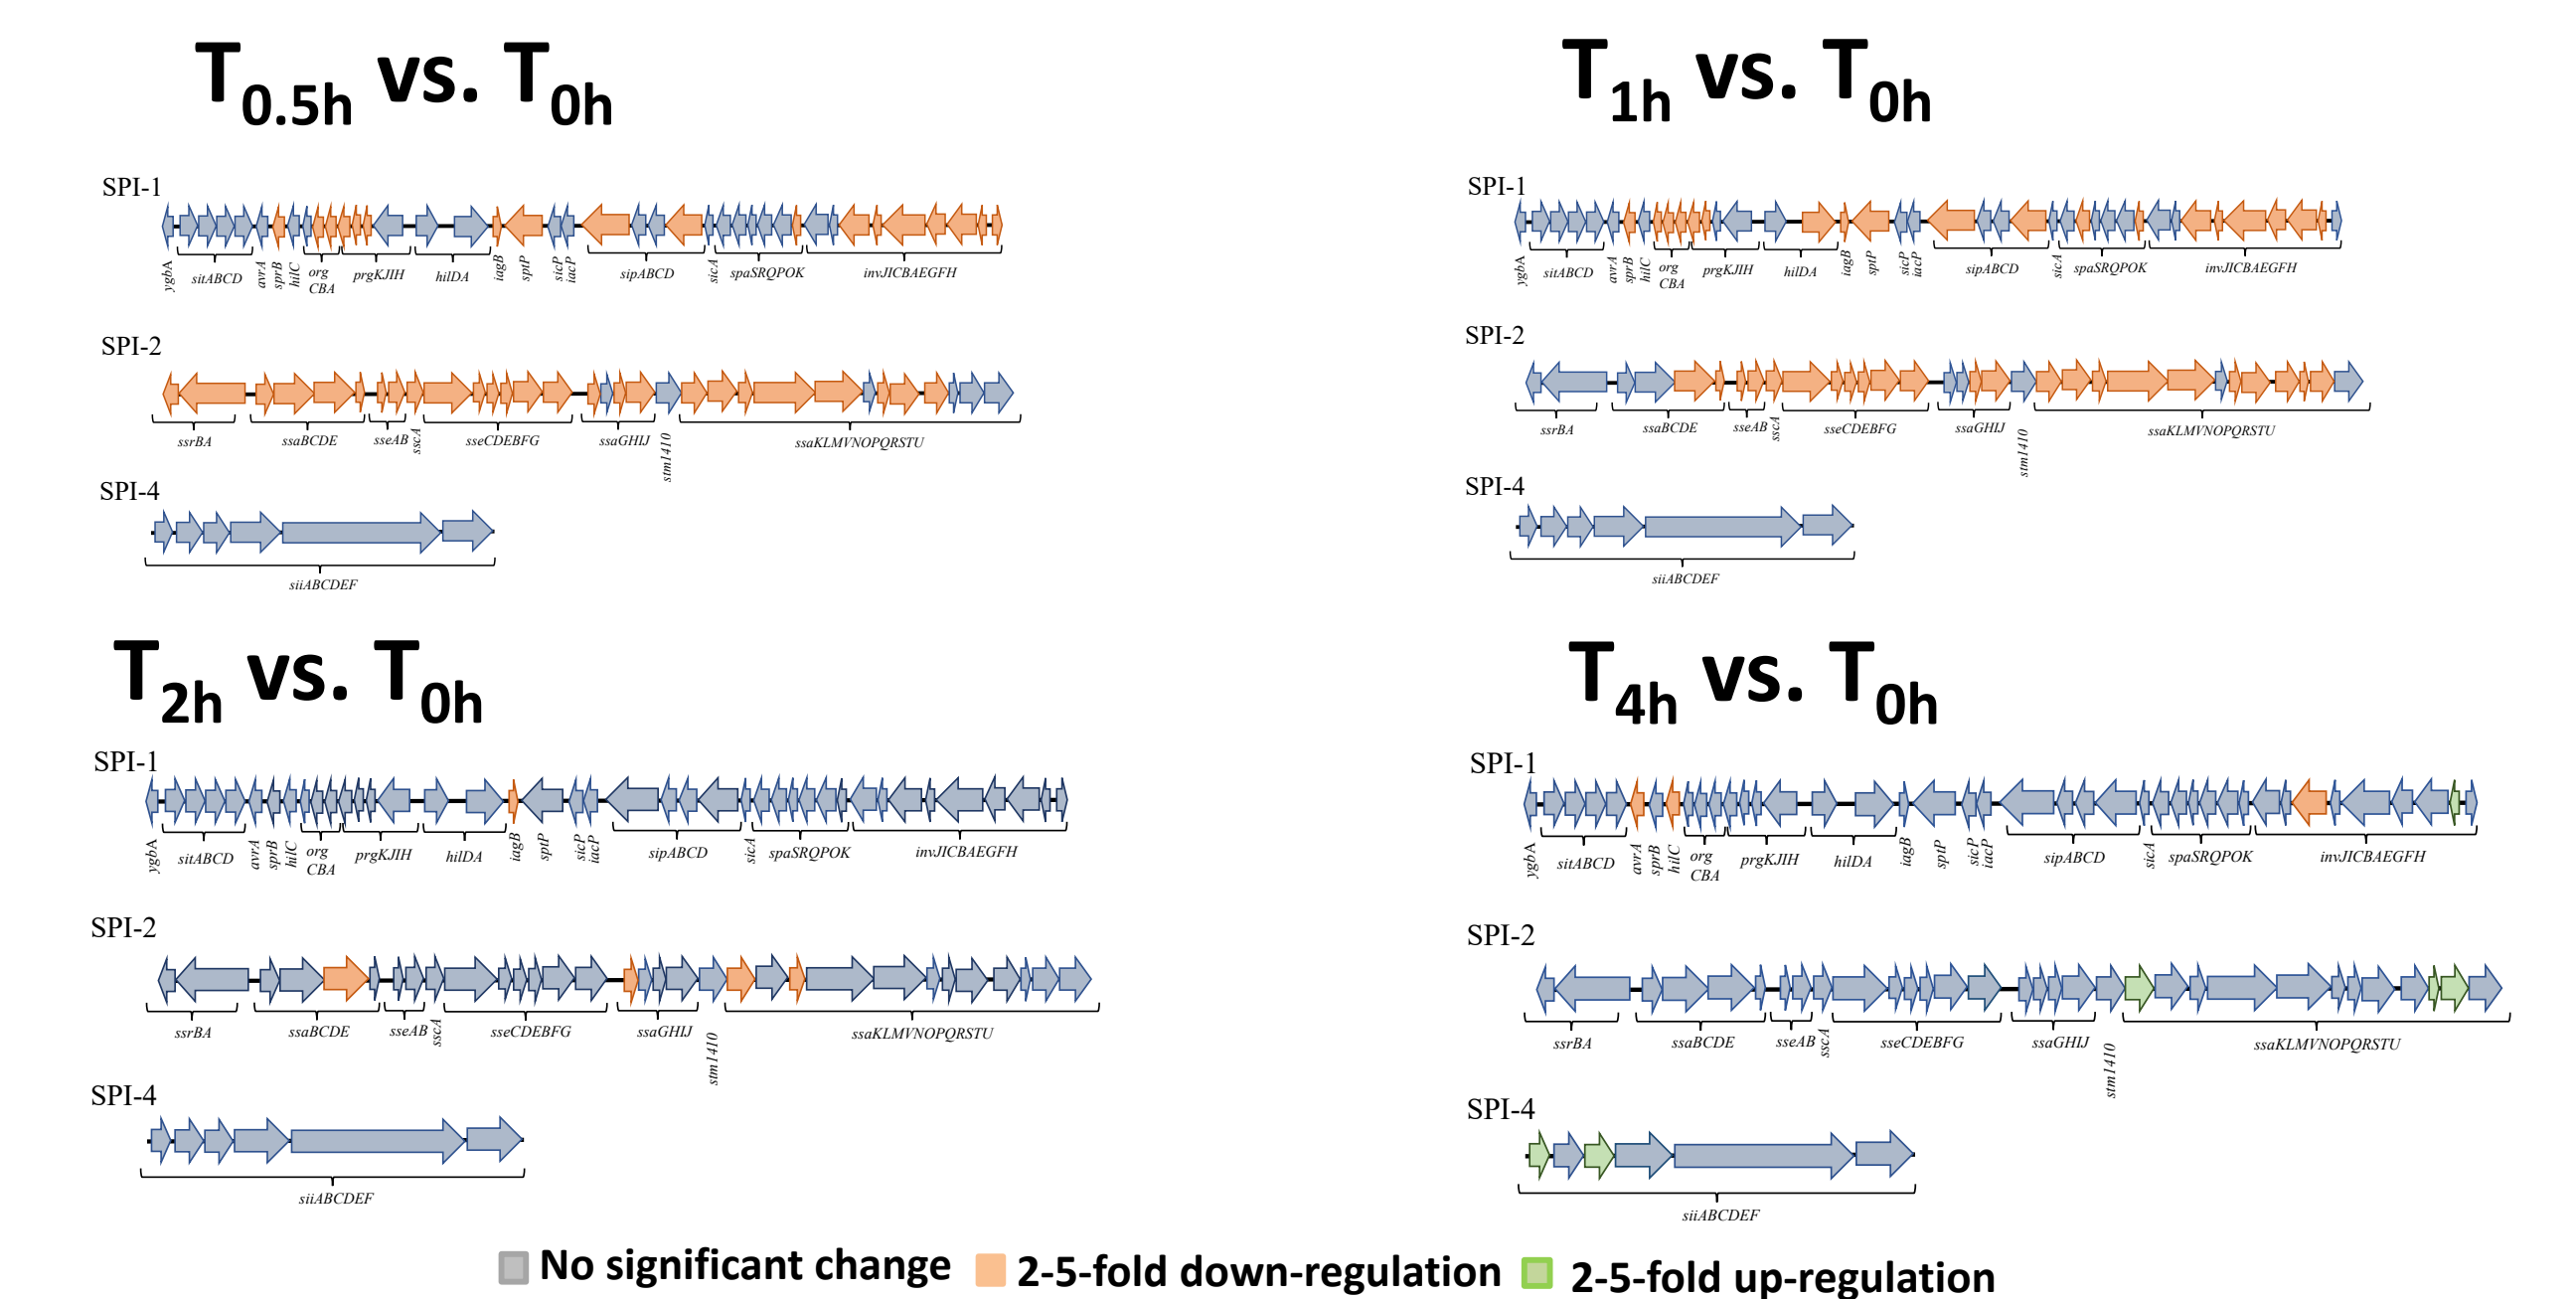 T0.5h vs. T0h
SPI-1
ygbA sitABCD avrA sprB hilC org CBA prgKJIH hilDA iagB sptP sicP iacP sipABCD sicA spaSRQPOK invJICBAEGFH
SPI-2
ssrBA ssaBCDE sseAB sscA sseCDEBFG ssaGHIJ stm1410 ssaKLMVNOPQRSTU
SPI-4
siiABCDEF
T1h vs. T0h
SPI-1
ygbA sitABCD avrA sprB hilC org CBA prgKJIH hilDA iagB sptP sicP iacP sipABCD sicA spaSRQPOK invJICBAEGFH
SPI-2
ssrBA ssaBCDE sseAB sscA sseCDEBFG ssaGHIJ stm1410 ssaKLMVNOPQRSTU
SPI-4
siiABCDEF
T2h vs. T0h
SPI-1
ygbA sitABCD avrA sprB hilC org CBA prgKJIH hilDA iagB sptP sicP iacP sipABCD sicA spaSRQPOK invJICBAEGFH
SPI-2
ssrBA ssaBCDE sseAB sscA sseCDEBFG ssaGHIJ stm1410 ssaKLMVNOPQRSTU
SPI-4
siiABCDEF
T4h vs. T0h
SPI-1
ygbA sitABCD avrA sprB hilC org CBA prgKJIH hilDA iagB sptP sicP iacP sipABCD sicA spaSRQPOK invJICBAEGFH
SPI-2
ssrBA ssaBCDE sseAB sscA sseCDEBFG ssaGHIJ stm1410 ssaKLMVNOPQRSTU
SPI-4
siiABCDEF
No significant change 2-5-fold down-regulation 2-5-fold up-regulation